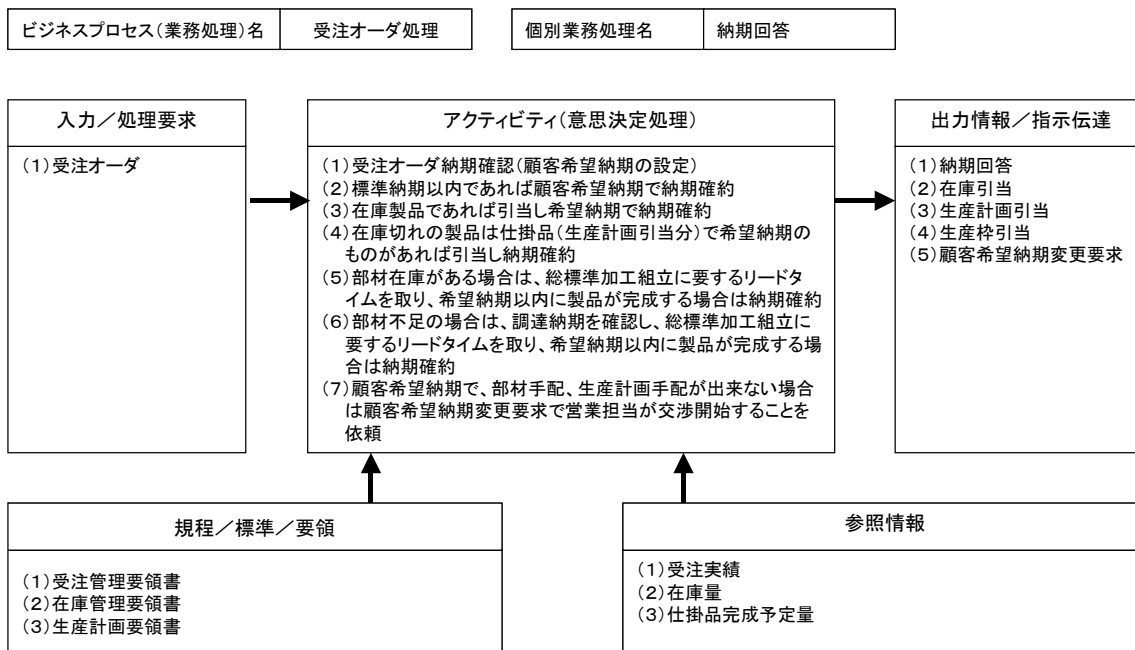 ビジネスプロセス(業務処理)名 受注オーダ処理 個別業務処理名 納期回答
入力/処理要求
(1)受注オーダ
アクティビティ(意思決定処理)
(1)受注オーダ納期確認(顧客希望納期の設定)
(2)標準納期以内であれば顧客希望納期で納期確約
(3)在庫製品であれば引当し希望納期で納期確約
(4)在庫切れの製品は仕掛品(生産計画引当分)で希望納期の
ものがあれば引当し納期確約
(5)部材在庫がある場合は、総標準加工組立に要するリードタ
イムを取り、希望納期以内に製品が完成する場合は納期確約
(6)部材不足の場合は、調達納期を確認し、総標準加工組立に
要するリードタイムを取り、希望納期以内に製品が完成する場
合は納期確約
(7)顧客希望納期で、部材手配、生産計画手配が出来ない場合
は顧客希望納期変更要求で営業担当が交渉開始することを
依頼
出力情報/指示伝達
(1)納期回答
(2)在庫引当
(3)生産計画引当
(4)生産枠引当
(5)顧客希望納期変更要求
規程/標準/要領
(1)受注管理要領書
(2)在庫管理要領書
(3)生産計画要領書
参照情報
(1)受注実績
(2)在庫量
(3)仕掛品完成予定量